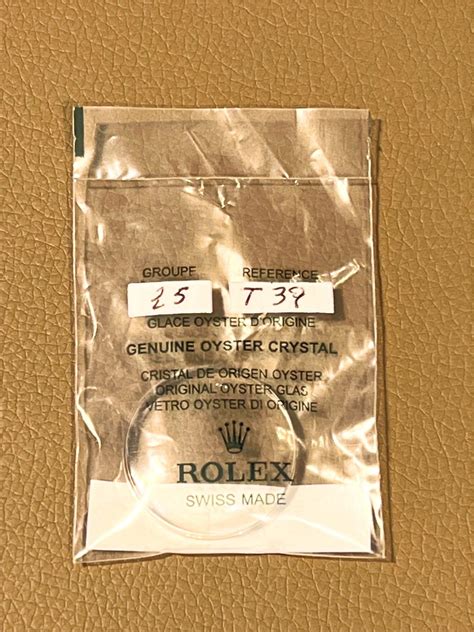 GROUPE REFERENCE
25 T 39
GLACE OYSTER D'ORIGINE
GENUINE OYSTER CRYSTAL
CRISTAL DE ORIGEN OYSTER
ORIGINAL OYSTER GLAS
VETRO OYSTER DI ORIGINE
ROLEX
SWISS MADE